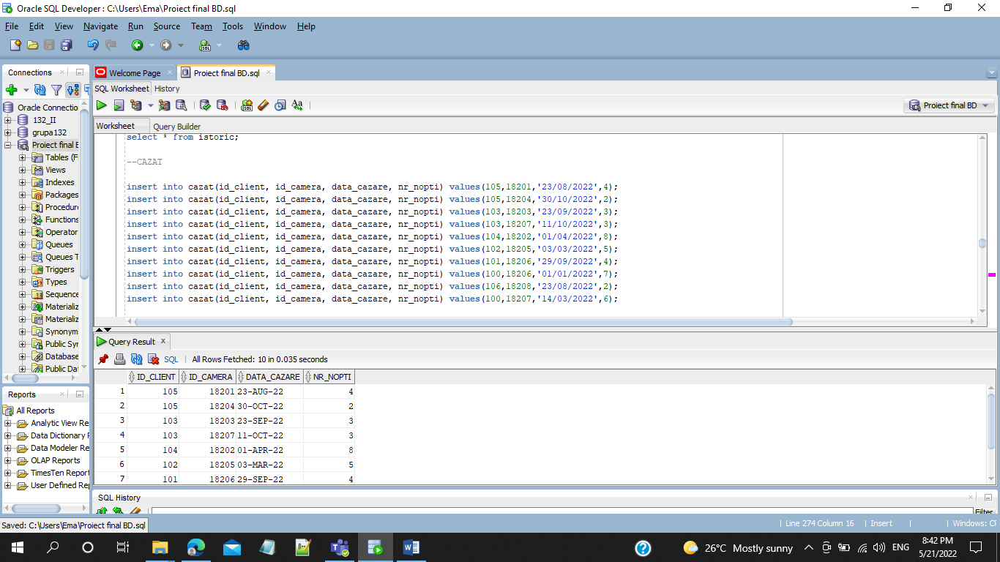 Oracle SQL Developer : C:\Users\Ema\Proiect final BD.sql
File Edit View Navigate Run Source Team Tools Window Help
Connections
Welcome Page
Proiect final BD.sql
SQL Worksheet History
Proiect final BD
Worksheet Query Builder
Oracle Connectio
132_II
grupa132
Proiect final B
Tables (F
Views
Indexes
Packages
Procedur
Functions
Operator
Queues
Queues T
Triggers
Types
Sequence
Materializ
Materializ
Synonym
Public Syr
Database
Public Da
select * from istoric;
--CAZAT
insert into cazat(id_client, id_camera, data_cazare, nr_nopti) values(105,18201,'23/08/2022',4);
insert into cazat(id_client, id_camera, data_cazare, nr_nopti) values(105,18204,'30/10/2022',2);
insert into cazat(id_client, id_camera, data_cazare, nr_nopti) values(103,18203,'23/09/2022',3);
insert into cazat(id_client, id_camera, data_cazare, nr_nopti) values(103,18207,'11/10/2022',3);
insert into cazat(id_client, id_camera, data_cazare, nr_nopti) values(104,18202,'01/04/2022',8);
insert into cazat(id_client, id_camera, data_cazare, nr_nopti) values(102,18205,'03/03/2022',5);
insert into cazat(id_client, id_camera, data_cazare, nr_nopti) values(101,18206,'29/09/2022',4);
insert into cazat(id_client, id_camera, data_cazare, nr_nopti) values(100,18206,'01/01/2022',7);
insert into cazat(id_client, id_camera, data_cazare, nr_nopti) values(106,18208,'23/08/2022',2);
insert into cazat(id_client, id_camera, data_cazare, nr_nopti) values(100,18207,'14/03/2022',6);
Query Result
SQL | All Rows Fetched: 10 in 0.035 seconds
ID_CLIENT ID_CAMERA DATA_CAZARE NR_NOPTI
1 105 18201 23-AUG-22 4
2 105 18204 30-OCT-22 2
3 103 18203 23-SEP-22 3
4 103 18207 11-OCT-22 3
5 104 18202 01-APR-22 8
6 102 18205 03-MAR-22 5
7 101 18206 29-SEP-22 4
Reports
All Reports
Analytic View Re
Data Dictionary R
Data Modeler Re
OLAP Reports
TimesTen Report
User Defined Rep
SQL History
Filter
Saved: C:\Users\Ema\Proiect final BD.sql
| Line 274 Column 16 | Insert | | Windows: CF
26°C Mostly sunny
ENG
8:42 PM
5/21/2022